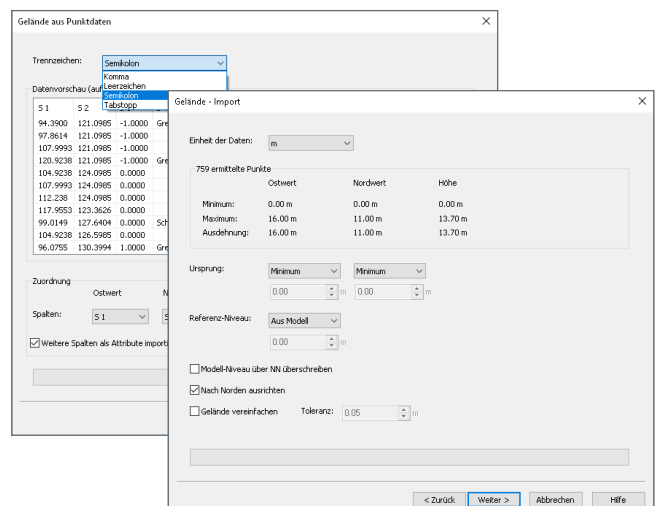 Gelände aus Punktdaten
Trennzeichen: Semikolon
Komma
Leerzeichen
Semikolon
Tabstopp
Datenvorschau (auf
S 1 S 2
94.3900 121.0985 -1.0000 Gre
97.8614 121.0985 -1.0000
107.9993 121.0985 -1.0000
120.9238 121.0985 -1.0000 Gre
104.9238 124.0985 0.0000
107.9993 124.0985 0.0000
112.238 124.0985 0.0000
117.9553 123.3626 0.0000
99.0149 127.6404 0.0000 Sch
104.9238 126.5985 0.0000
96.0755 130.3994 1.0000 Gre
Zuordnung
Ostwert N
Spalten: S 1 S
Weitere Spalten als Attribute importi
Gelände - Import
Einheit der Daten: m
759 ermittelte Punkte
Ostwert Nordwert Höhe
Minimum: 0.00 m 0.00 m 0.00 m
Maximum: 16.00 m 11.00 m 13.70 m
Ausdehnung: 16.00 m 11.00 m 13.70 m
Ursprung: Minimum Minimum
0.00 m 0.00 m
Referenz-Niveau: Aus Modell
0.00 m
Modell-Niveau über NN überschreiben
Nach Norden ausrichten
Gelände vereinfachen Toleranz: 0.05 m
< Zurück Weiter > Abbrechen Hilfe